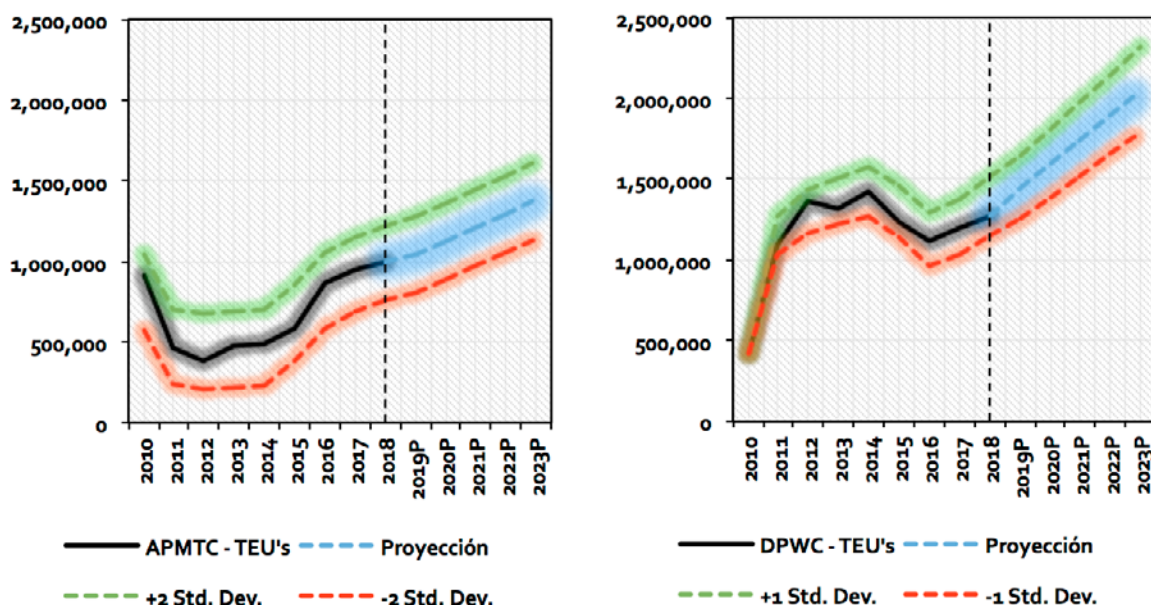 2,500,000
2,000,000
1,500,000
1,000,000
500,000
0
2010
2011
2012
2013
2014
2015
2016
2017
2018
2019P
2020P
2021P
2022P
2023P
APMTC - TEU's
Proyección
+2 Std. Dev.
-2 Std. Dev.
2,500,000
2,000,000
1,500,000
1,000,000
500,000
0
2010
2011
2012
2013
2014
2015
2016
2017
2018
2019P
2020P
2021P
2022P
2023P
DPWC - TEU's
Proyección
+1 Std. Dev.
-1 Std. Dev.